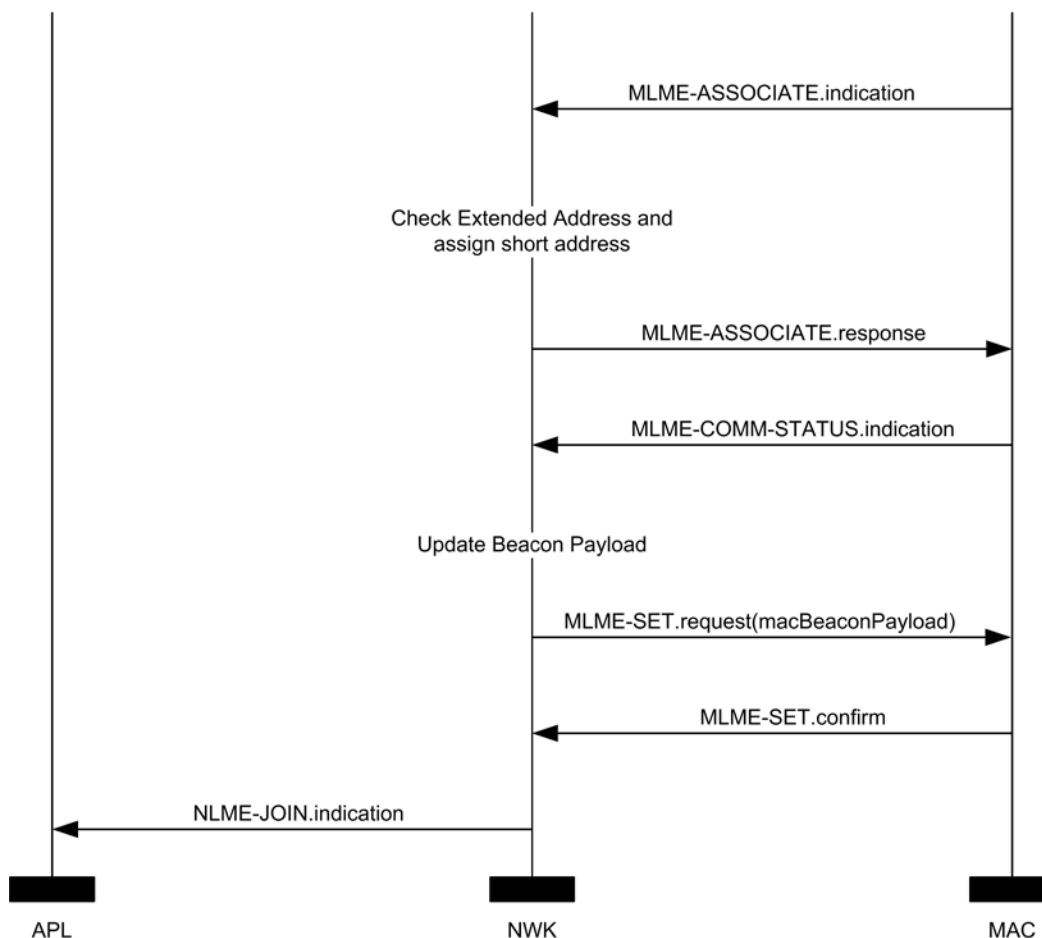 MLME-ASSOCIATE.indication
Check Extended Address and
assign short address
MLME-ASSOCIATE.response
MLME-COMM-STATUS.indication
Update Beacon Payload
MLME-SET.request(macBeaconPayload)
MLME-SET.confirm
NLME-JOIN.indication
APL
NWK
MAC